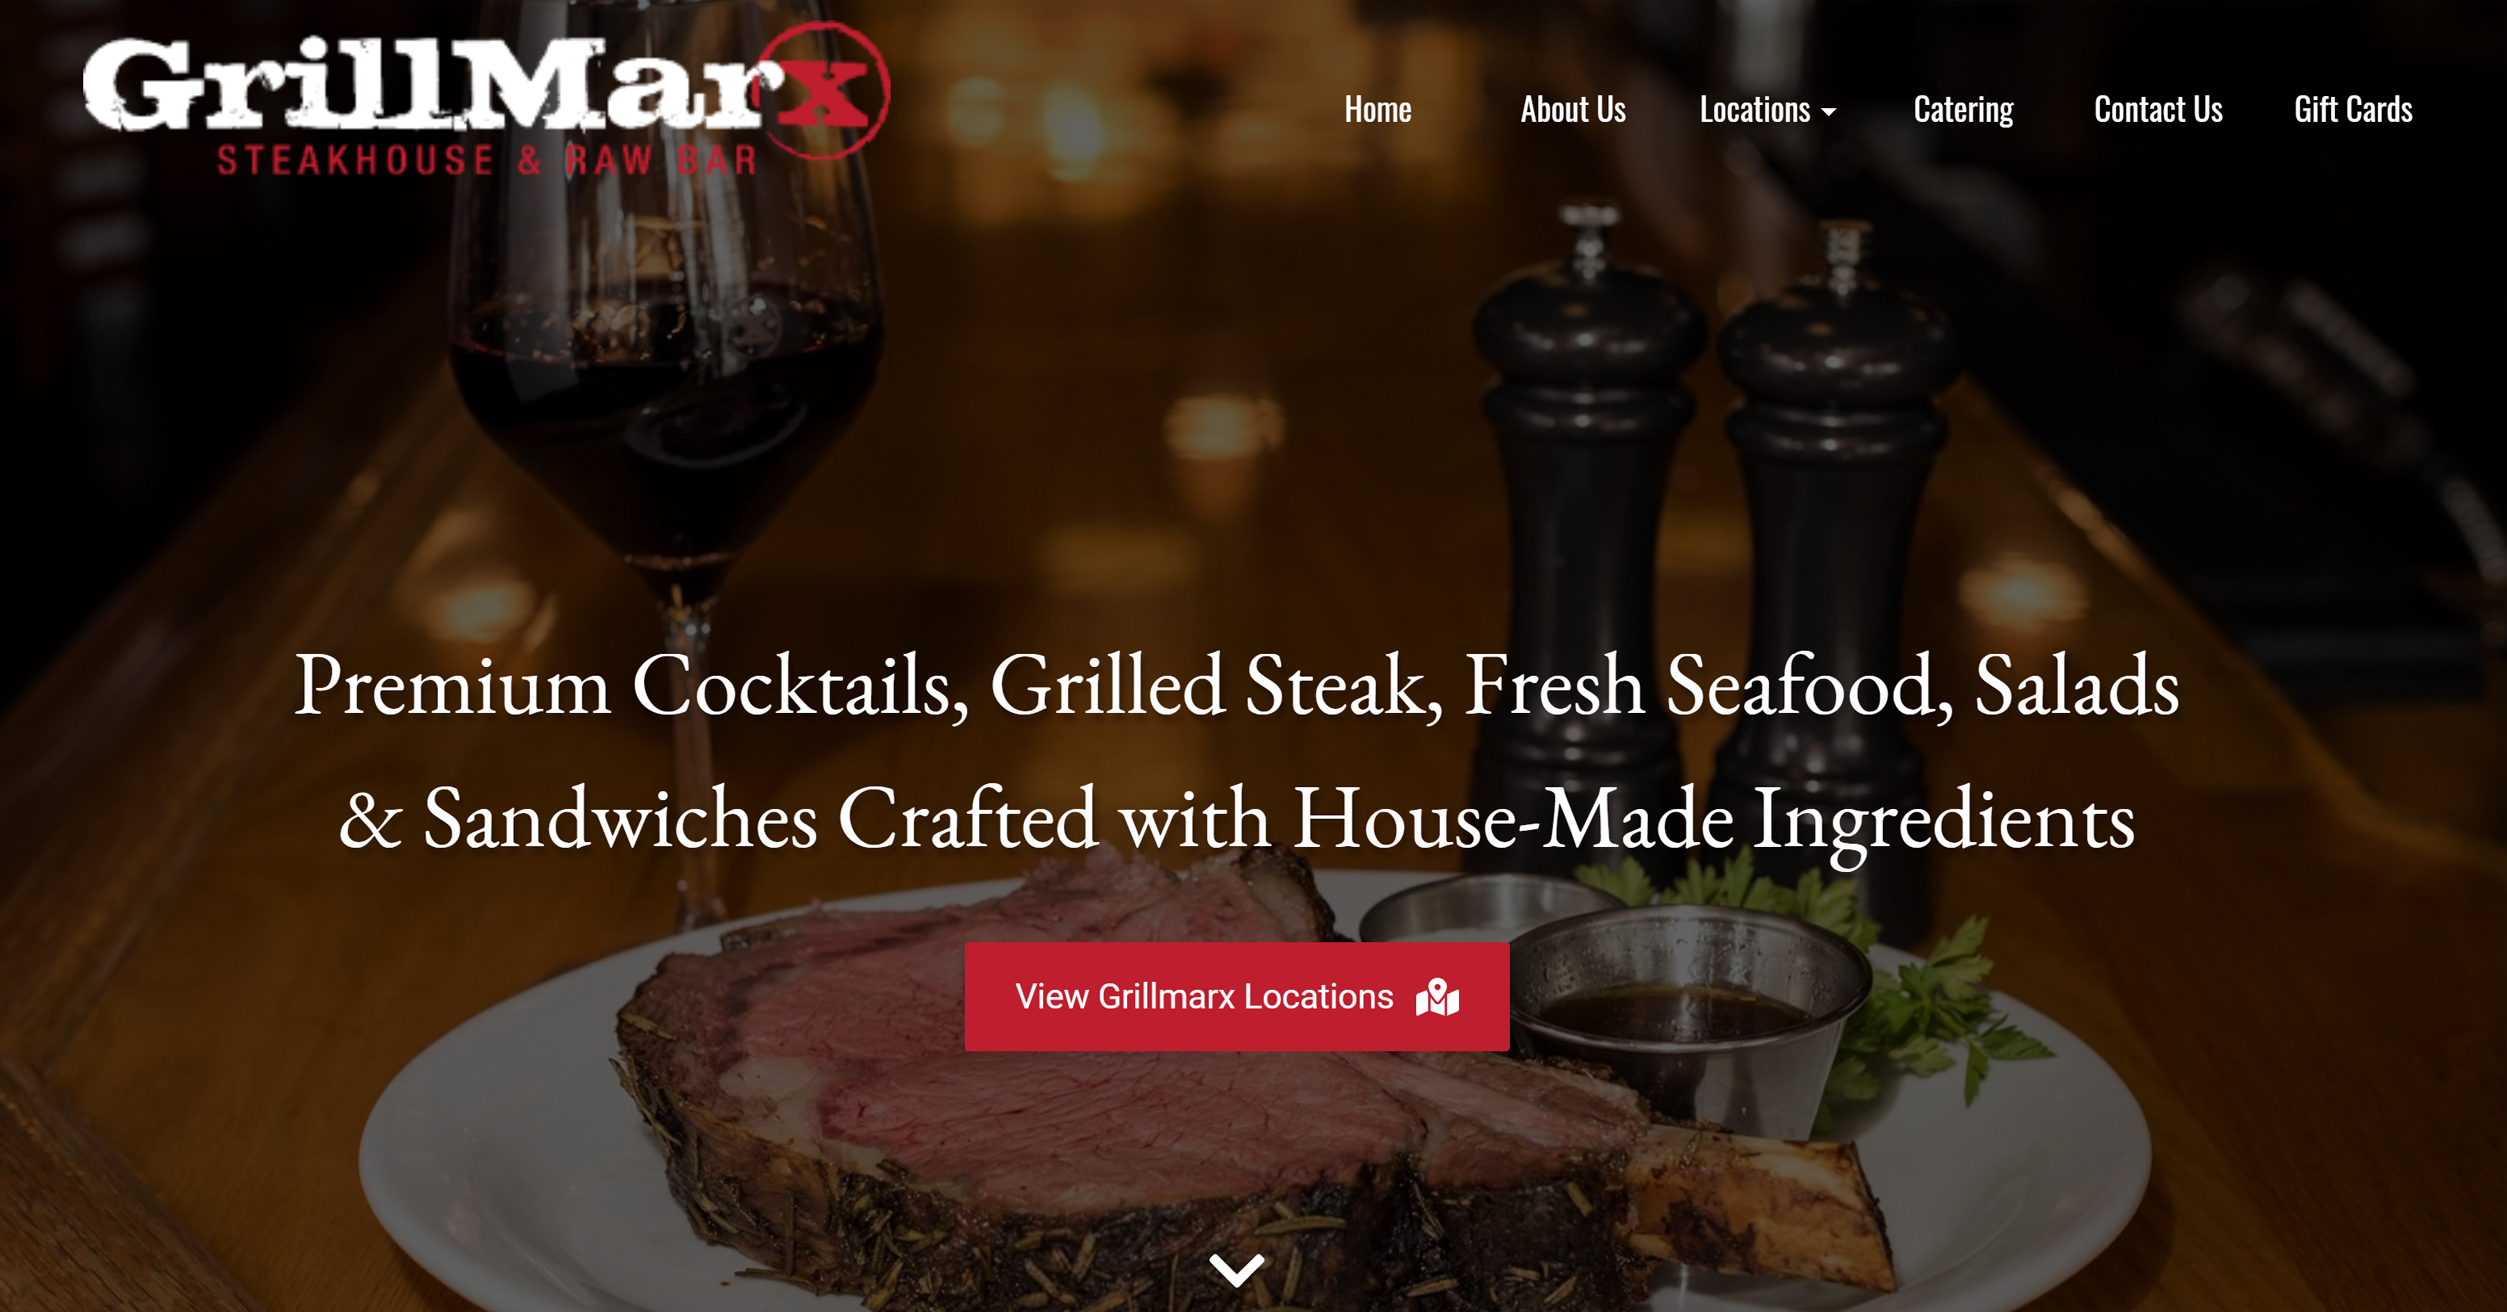 GrillMarx
STEAKHOUSE & RAW BAR
Home
About Us
Locations
Catering
Contact Us
Gift Cards
Premium Cocktails, Grilled Steak, Fresh Seafood, Salads
& Sandwiches Crafted with House-Made Ingredients
View Grillmarx Locations